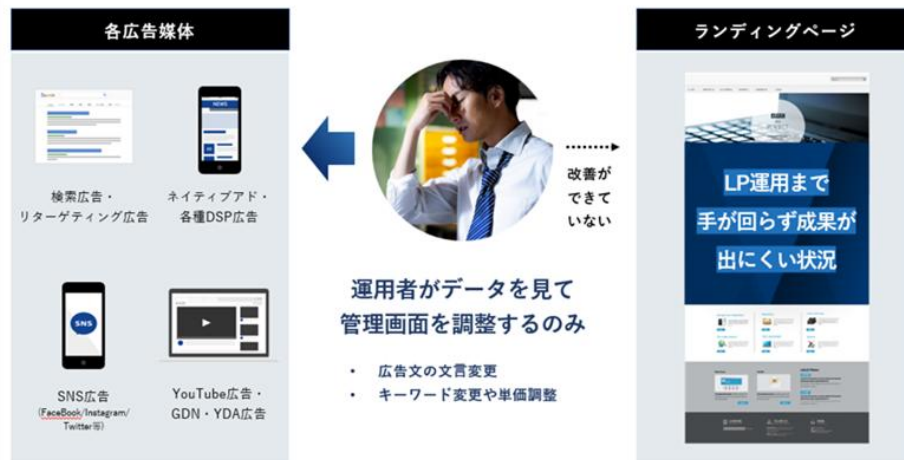 各広告媒体
検索広告・
リターゲティング広告
NEWS
ネイティブアド・
各種DSP広告
SNS
SNS広告
(FaceBook/Instagram/
Twitter等)
YouTube広告・
GDN・YDA広告
改善が
できて
いない
運用者がデータを見て
管理画面を調整するのみ
• 広告文の文言変更
• キーワード変更や単価調整
ランディングページ
LP運用まで
手が回らず成果が
出にくい状況